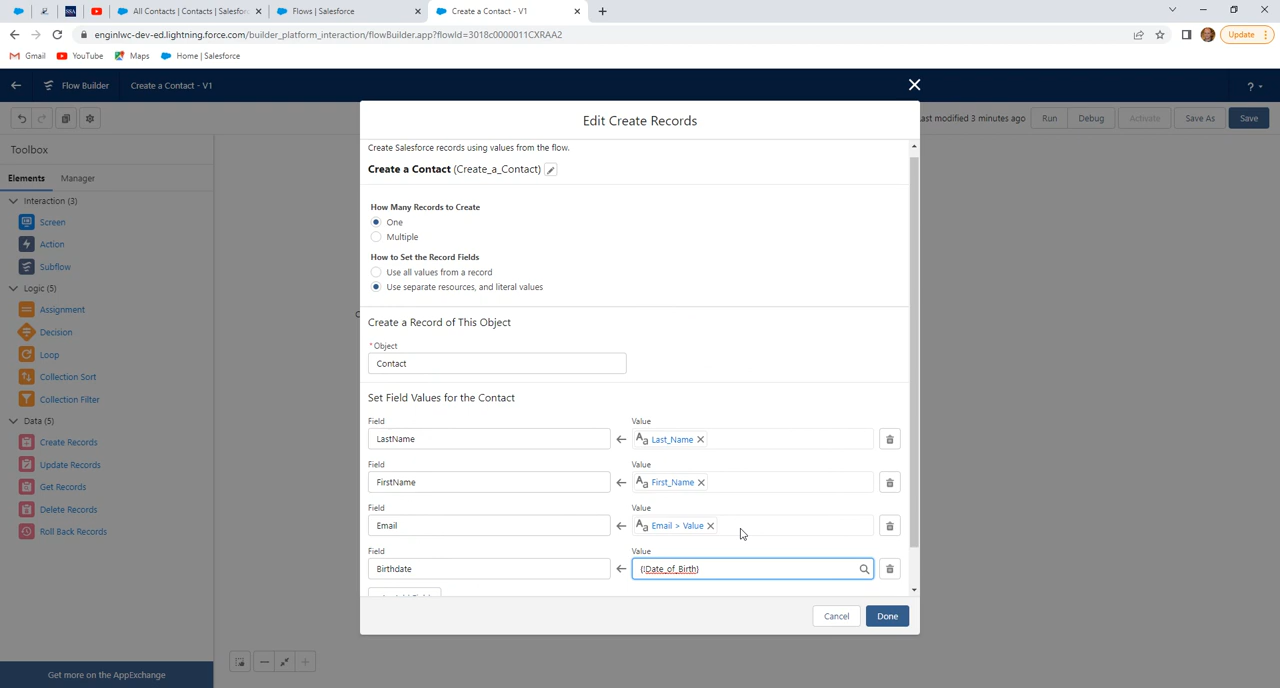 SSA
All Contacts | Contacts | Salesforc
Flows | Salesforce
Create a Contact - V1
enginlwc-dev-ed.lightning.force.com/builder_platform_interaction/flowBuilder.app?flowId=3018c0000011CXRAA2
Update
Gmail
YouTube
Maps
Home | Salesforce
Flow Builder
Create a Contact - V1
?
ast modified 3 minutes ago
Run
Debug
Activate
Save As
Save
Toolbox
Elements
Manager
Interaction (3)
Screen
Action
Subflow
Logic (5)
Assignment
Decision
Loop
Collection Sort
Collection Filter
Data (5)
Create Records
Update Records
Get Records
Delete Records
Roll Back Records
Get more on the AppExchange
Edit Create Records
Create Salesforce records using values from the flow.
Create a Contact (Create_a_Contact)
How Many Records to Create
One
Multiple
How to Set the Record Fields
Use all values from a record
Use separate resources, and literal values
Create a Record of This Object
*Object
Contact
Set Field Values for the Contact
Field
Value
LastName
Aa Last_Name
Field
Value
FirstName
Aa First_Name
Field
Value
Email
Aa Email > Value
Field
Value
Birthdate
{!Date_of_Birth}
Cancel
Done